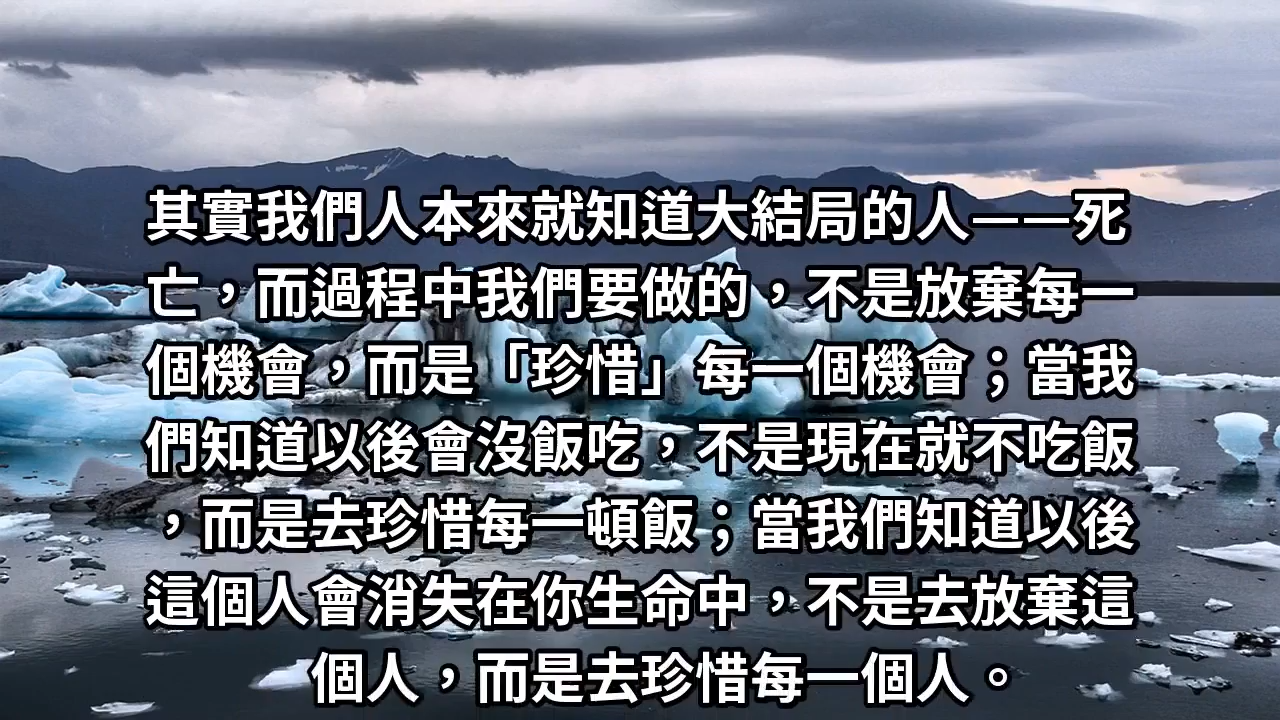 其實我們人本來就知道大結局的人——死
亡，而過程中我們要做的，不是放棄每一
個機會，而是「珍惜」每一個機會；當我
們知道以後會沒飯吃，不是現在就不吃飯
，而是去珍惜每一頓飯；當我們知道以後
這個人會消失在你生命中，不是去放棄這
個人，而是去珍惜每一個人。